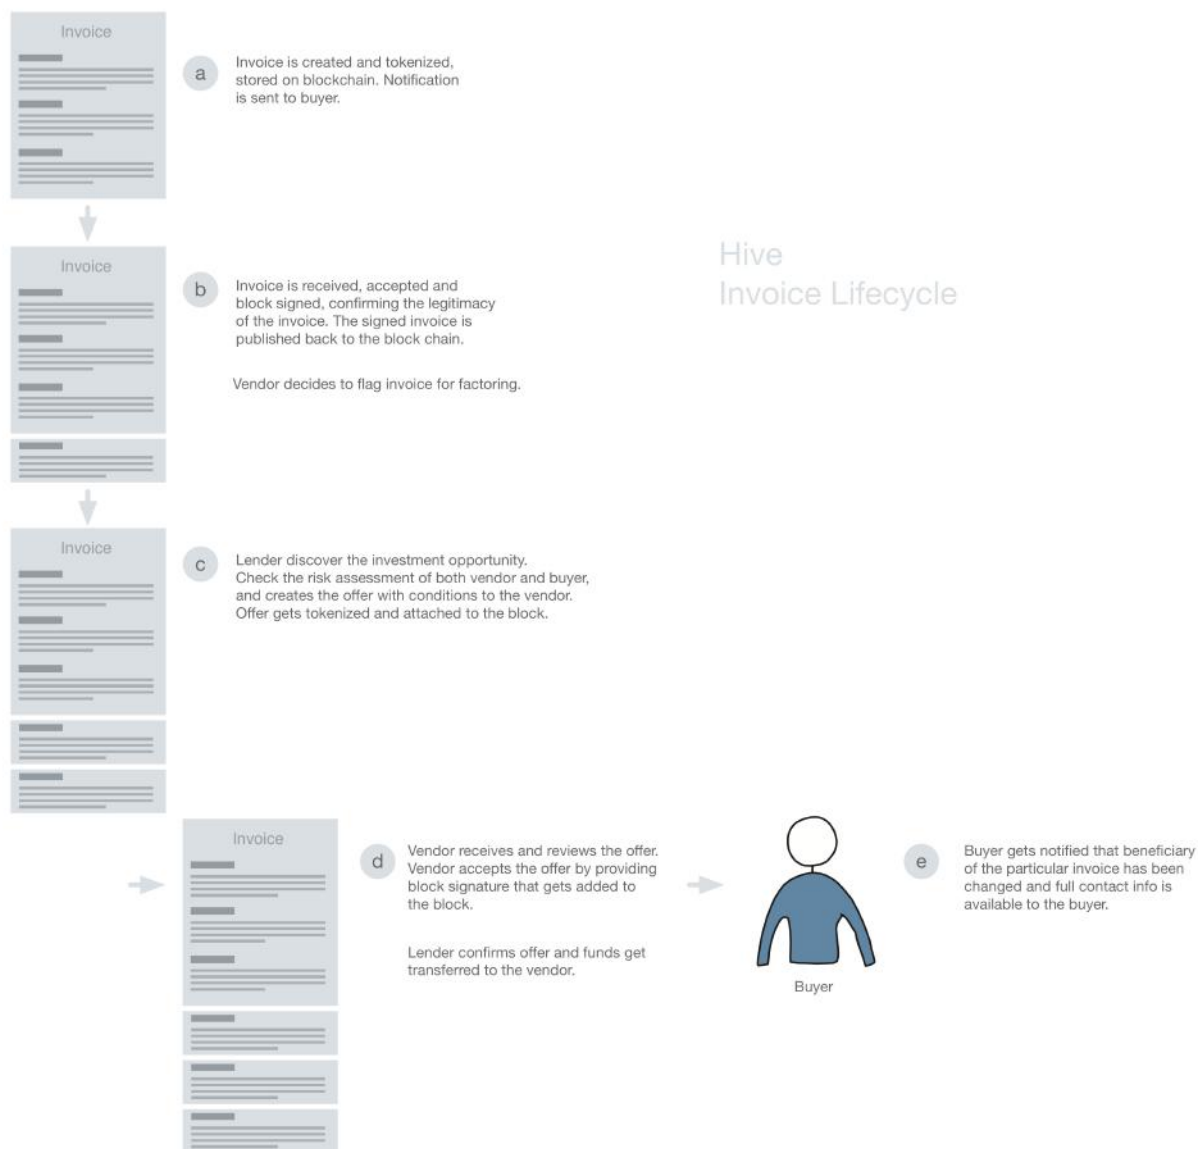 Invoice
a
Invoice is created and tokenized,
stored on blockchain. Notification
is sent to buyer.
Hive
Invoice Lifecycle
Invoice
b
Invoice is received, accepted and
block signed, confirming the legitimacy
of the invoice. The signed invoice is
published back to the block chain.
Vendor decides to flag invoice for factoring.
Invoice
c
Lender discover the investment opportunity.
Check the risk assessment of both vendor and buyer,
and creates the offer with conditions to the vendor.
Offer gets tokenized and attached to the block.
Invoice
d
Vendor receives and reviews the offer.
Vendor accepts the offer by providing
block signature that gets added to
the block.
Lender confirms offer and funds get
transferred to the vendor.
Buyer
e
Buyer gets notified that beneficiary
of the particular invoice has been
changed and full contact info is
available to the buyer.